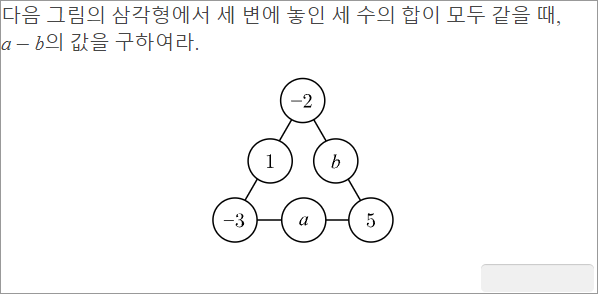 다음 그림의 삼각형에서 세 변에 놓인 세 수의 합이 모두 같을 때,
a − b의 값을 구하여라.
−2
1 b
−3 a 5